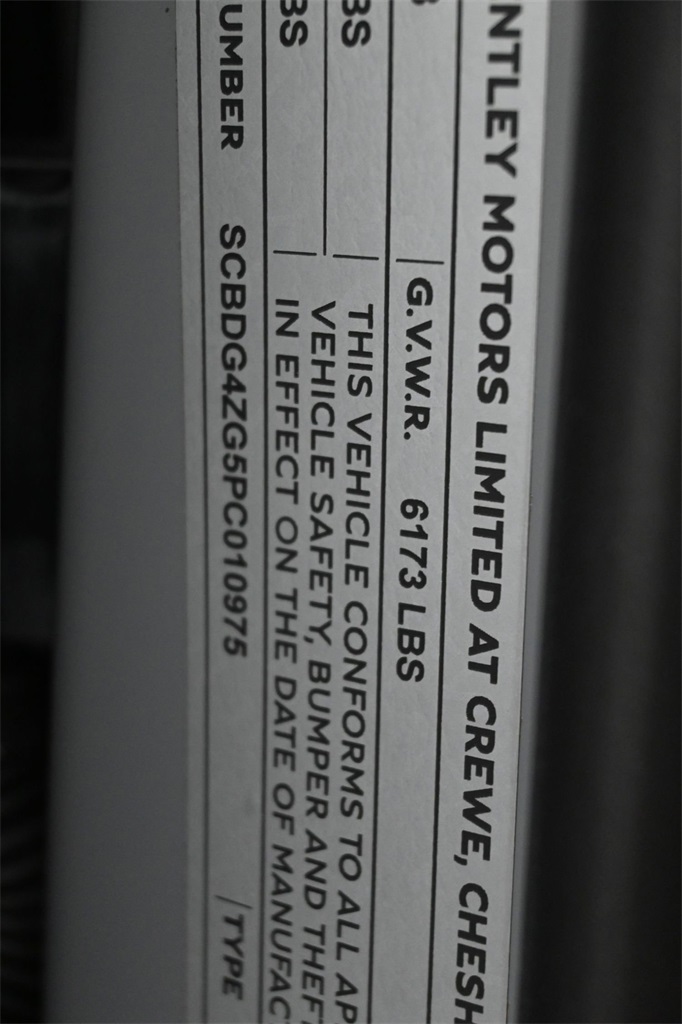 NTLEY MOTORS LIMITED AT CREWE, CHESH
G.V.W.R. 6173 LBS
BS THIS VEHICLE CONFORMS TO ALL AP
VEHICLE SAFETY, BUMPER AND THEFT
BS IN EFFECT ON THE DATE OF MANUFAC
UMBER SCBDG4ZG5PC010975 /TYPE